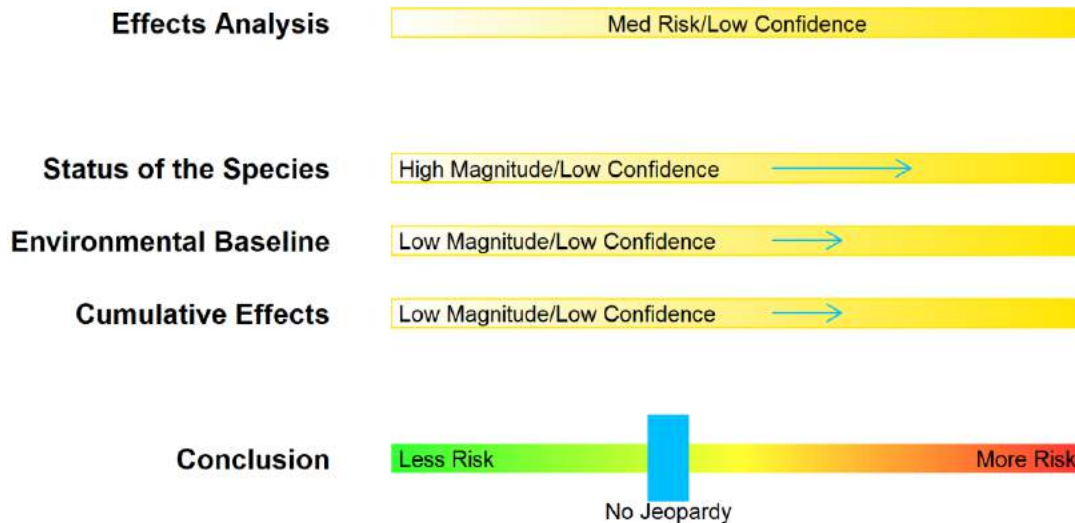 Effects Analysis
Med Risk/Low Confidence
Status of the Species
High Magnitude/Low Confidence
Environmental Baseline
Low Magnitude/Low Confidence
Cumulative Effects
Low Magnitude/Low Confidence
Conclusion
Less Risk
More Risk
No Jeopardy